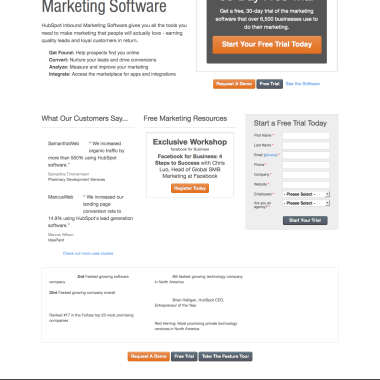 Marketing Software
HubSpot Inbound Marketing Software gives you all the tools
you need to make marketing that people will actually love - earning
quality leads and loyal customers in return.
Get Found: Help prospects find you online
Convert: Nurture your leads and drive conversions
Analyze: Measure and improve your marketing
Integrate: Access the marketplace for apps and integrations
Get a free, 30-day trial of the marketing
software that over 6,500 businesses use to
do their marketing.
Start Your Free Trial Today
Request A Demo
Free Trial
See the Software
What Our Customers Say...
SamanthaWeb
" We increased
organic traffic by
more than 550% using HubSpot
software. "
Samantha Timmermann
Pharmacy Development Services
MarcusWeb
" We increased our
landing page
conversion rate to
14.9% using HubSpot's lead generation
software. "
Marcus Wilson
IdeaPaint
Check out more case studies
Free Marketing Resources
Exclusive Workshop
facebook for Business
Facebook for Business: 4
Steps to Success with Chris
Luo, Head of Global SMB
Marketing at Facebook
Register Today
Start a Free Trial Today
First Name *
Last Name *
Email (privacy) *
Phone *
Company *
Website *
Employees * - Please Select -
Are you an
agency? * - Please Select -
Start Your Trial
2nd Fastest growing software
company
6th fastest growing technology company
in North America
22nd Fastest growing company overall
Brian Halligan, HubSpot CEO,
Entrepreneur of the Year
Ranked #17 in the Forbes top 20 most promising
companies
Red Herring: Most promising private technology
ventures in North America
Request A Demo
Free Trial
Take The Feature Tour